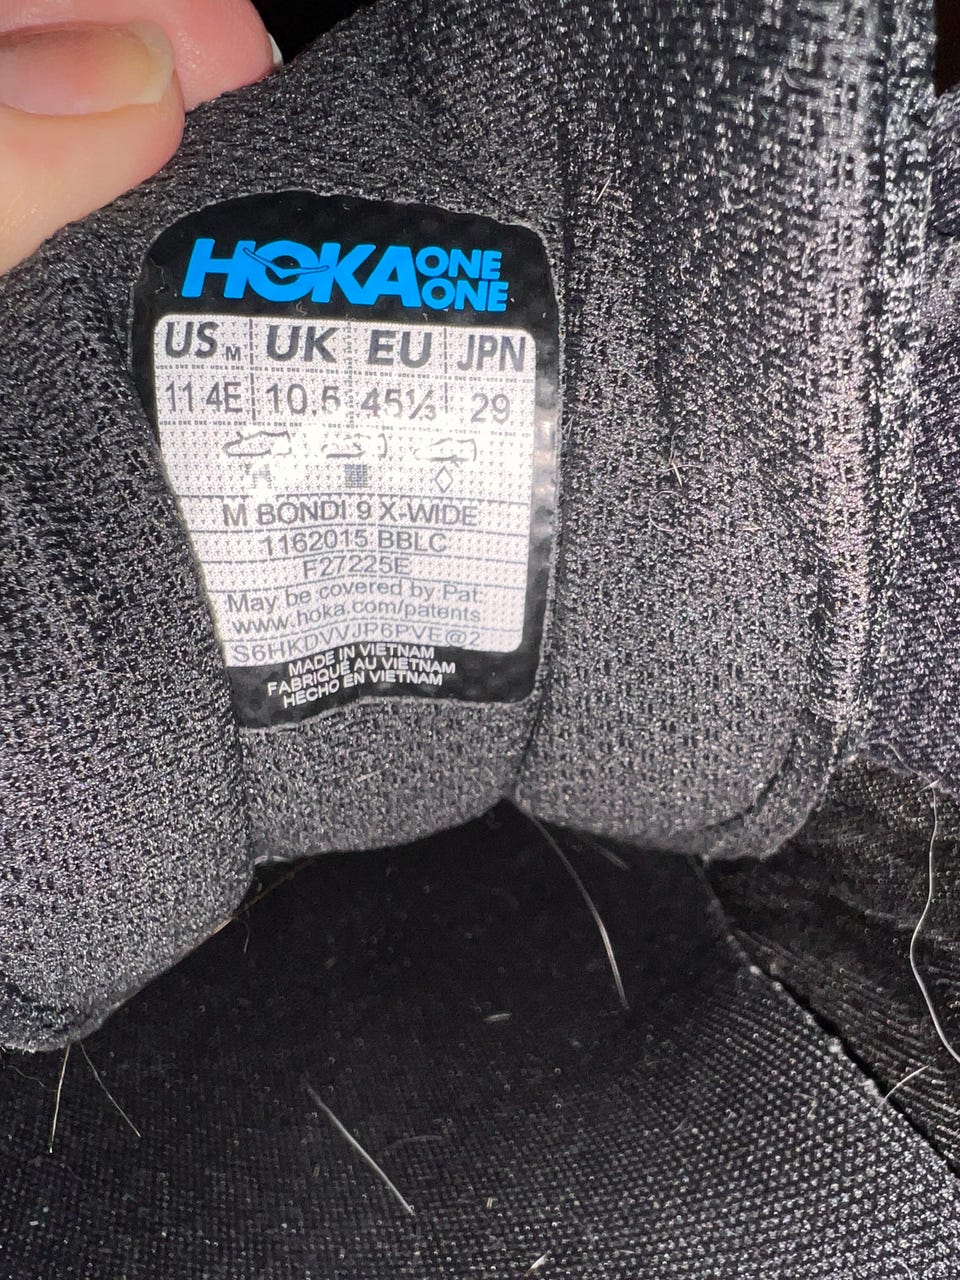 HOKA ONE ONE
US M UK EU JPN
11 4E 10.5 45⅓ 29
M BONDI 9 X-WIDE
1162015 BBLC
F27225E
May be covered by Pat.
www.hoka.com/patents
S6HKDVVJP6PVE@2
MADE IN VIETNAM
FABRIQUÉ AU VIETNAM
HECHO EN VIETNAM